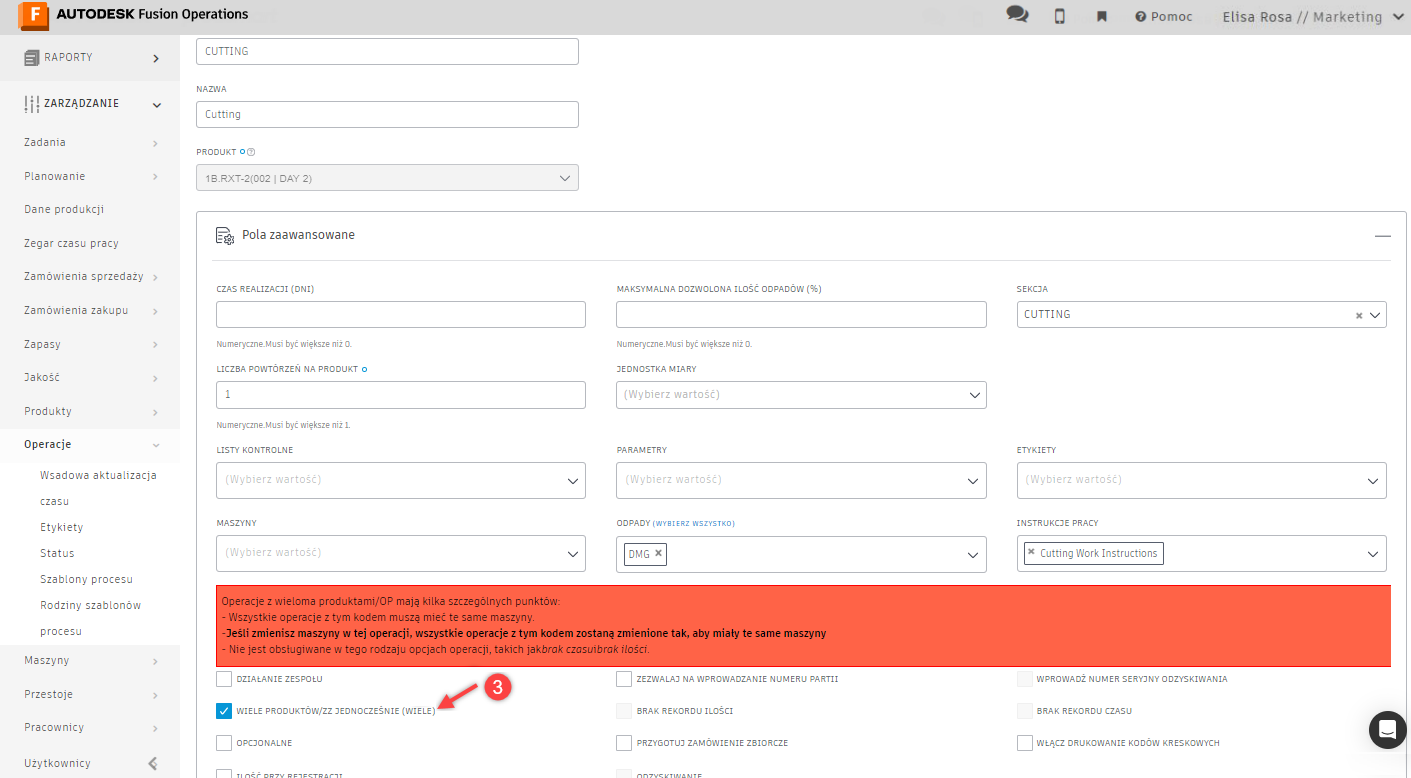 F AUTODESK Fusion Operations
Pomoc
Elisa Rosa // Marketing
RAPORTY
ZARZĄDZANIE
Zadania
Planowanie
Dane produkcji
Zegar czasu pracy
Zamówienia sprzedaży
Zamówienia zakupu
Zapasy
Jakość
Produkty
Operacje
Wsadowa aktualizacja
czasu
Etykiety
Status
Szablony procesu
Rodziny szablonów
procesu
Maszyny
Przestoje
Pracownicy
Użytkownicy
CUTTING
NAZWA
Cutting
PRODUKT
1B.RXT-2(002 | DAY 2)
Pola zaawansowane
CZAS REALIZACJI (DNI)
MAKSYMALNA DOZWOLONA ILOŚĆ ODPADÓW (%)
SEKCJA
CUTTING
Numeryczne.Musi być większe niż 0.
Numeryczne.Musi być większe niż 0.
LICZBA POWTÓRZEŃ NA PRODUKT
JEDNOSTKA MIARY
1
(Wybierz wartość)
Numeryczne.Musi być większe niż 1.
LISTY KONTROLNE
PARAMETRY
ETYKIETY
(Wybierz wartość)
(Wybierz wartość)
(Wybierz wartość)
MASZYNY
ODPADY (WYBIERZ WSZYSTKO)
INSTRUKCJE PRACY
(Wybierz wartość)
DMG ×
× Cutting Work Instructions
Operacje z wieloma produktami/OP mają kilka szczególnych punktów:
- Wszystkie operacje z tym kodem muszą mieć te same maszyny.
-Jeśli zmienisz maszyny w tej operacji, wszystkie operacje z tym kodem zostaną zmienione tak, aby miały te same maszyny
- Nie jest obsługiwane w tego rodzaju opcjach operacji, takich jakbrak czasuibrak ilości.
DZIAŁANIE ZESPOŁU
ZEZWALAJ NA WPROWADZANIE NUMERU PARTII
WPROWADŹ NUMER SERYJNY ODZYSKIWANIA
WIELE PRODUKTÓW/ZZ JEDNOCZEŚNIE (WIELE)
3
BRAK REKORDU ILOŚCI
BRAK REKORDU CZASU
OPCJONALNE
PRZYGOTUJ ZAMÓWIENIE ZBIORCZE
WŁĄCZ DRUKOWANIE KODÓW KRESKOWYCH
ILOŚĆ PRZY REJESTRACJI
ODZYSKIWANIE